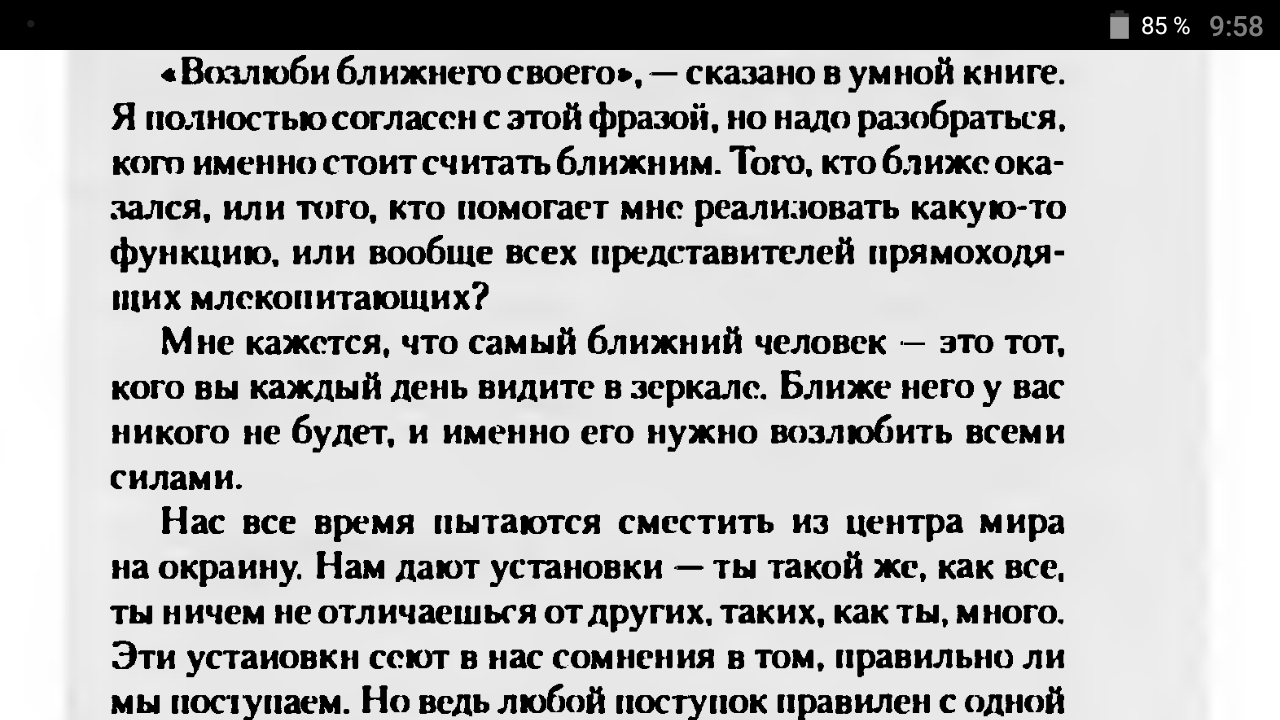 85 % 9:58
«Возлюби ближнего своего», — сказано в умной книге.
Я полностью согласен с этой фразой, но надо разобраться,
кого именно стоит считать ближним. Того, кто ближе ока-
зался, или того, кто помогает мне реализовать какую-то
функцию, или вообще всех представителей прямоходя-
щих млекопитающих?
Мне кажется, что самый ближний человек — это тот,
кого вы каждый день видите в зеркале. Ближе него у вас
никого не будет, и именно его нужно возлюбить всеми
силами.
Нас все время пытаются сместить из центра мира
на окраину. Нам дают установки — ты такой же, как все,
ты ничем не отличаешься от других, таких, как ты, много.
Эти установки сеют в нас сомнения в том, правильно ли
мы поступаем. Но ведь любой поступок правилен с одной